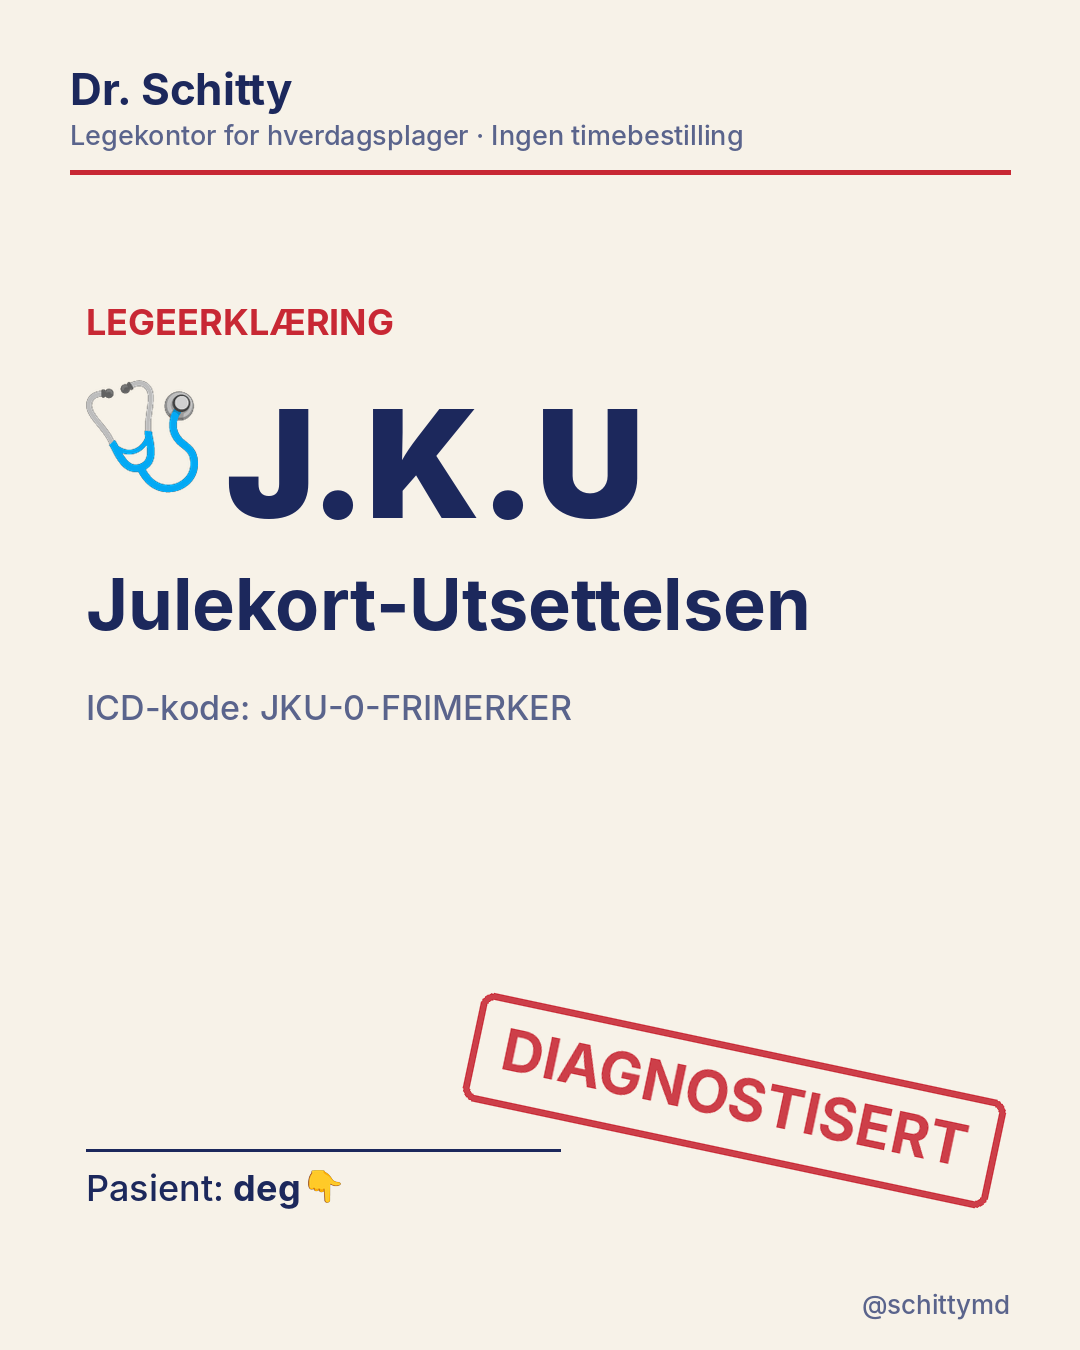 Dr. Schitty
Legekontor for hverdagsplager · Ingen timebestilling
LEGEERKLÆRING
🩺 J.K.U
Julekort-Utsettelsen
ICD-kode: JKU-0-FRIMERKER
DIAGNOSTISERT
Pasient: deg👇
@schittymd